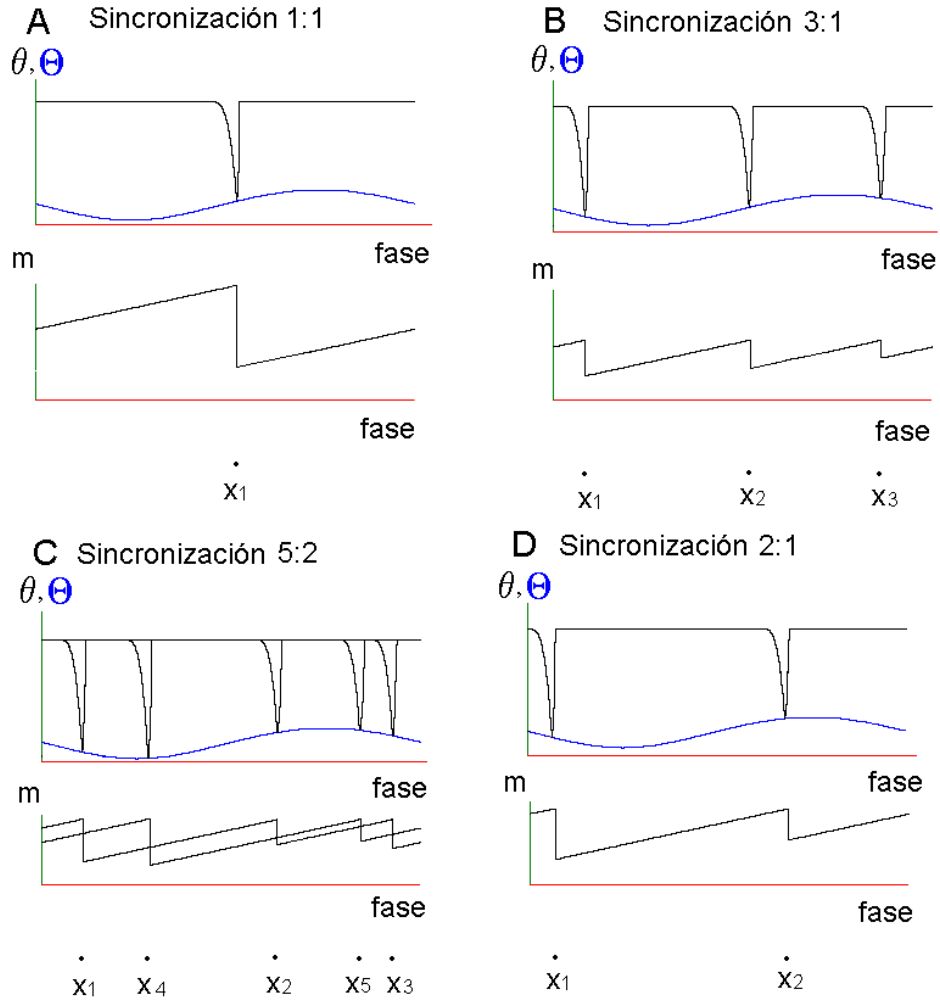 A Sincronización 1:1
θ, Θ
fase
m
fase
x1
B Sincronización 3:1
θ, Θ
fase
m
fase
x1 x2 x3
C Sincronización 5:2
θ, Θ
fase
m
fase
x1 x4 x2 x5 x3
D Sincronización 2:1
θ, Θ
fase
m
fase
x1 x2